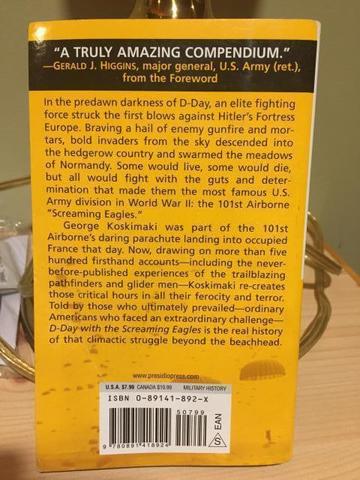 "A TRULY AMAZING COMPENDIUM."
—GERALD J. HIGGINS, major general, U.S. Army (ret.),
from the Foreword
In the predawn darkness of D-Day, an elite fighting
force struck the first blows against Hitler's Fortress
Europe. Braving a hail of enemy gunfire and mor-
tars, bold invaders from the sky descended into
the hedgerow country and swarmed the meadows
of Normandy. Some would live, some would die,
but all would fight with the guts and deter-
mination that made them the most famous U.S.
Army division in World War II: the 101st Airborne
"Screaming Eagles."
George Koskimaki was part of the 101st
Airborne's daring parachute landing into occupied
France that day. Now, drawing on more than five
hundred firsthand accounts—including the never-
before-published experiences of the trailblazing
pathfinders and glider men—Koskimaki re-creates
those critical hours in all their ferocity and terror.
Told by those who ultimately prevailed—ordinary
Americans who faced an extraordinary challenge—
D-Day with the Screaming Eagles is the real history
of that climactic struggle beyond the beachhead.
www.presidiopress.com
U.S.A. $7.99 CANADA $10.99 MILITARY HISTORY
ISBN 0-89141-892-X
50799
9 780891 418924
S
EAN